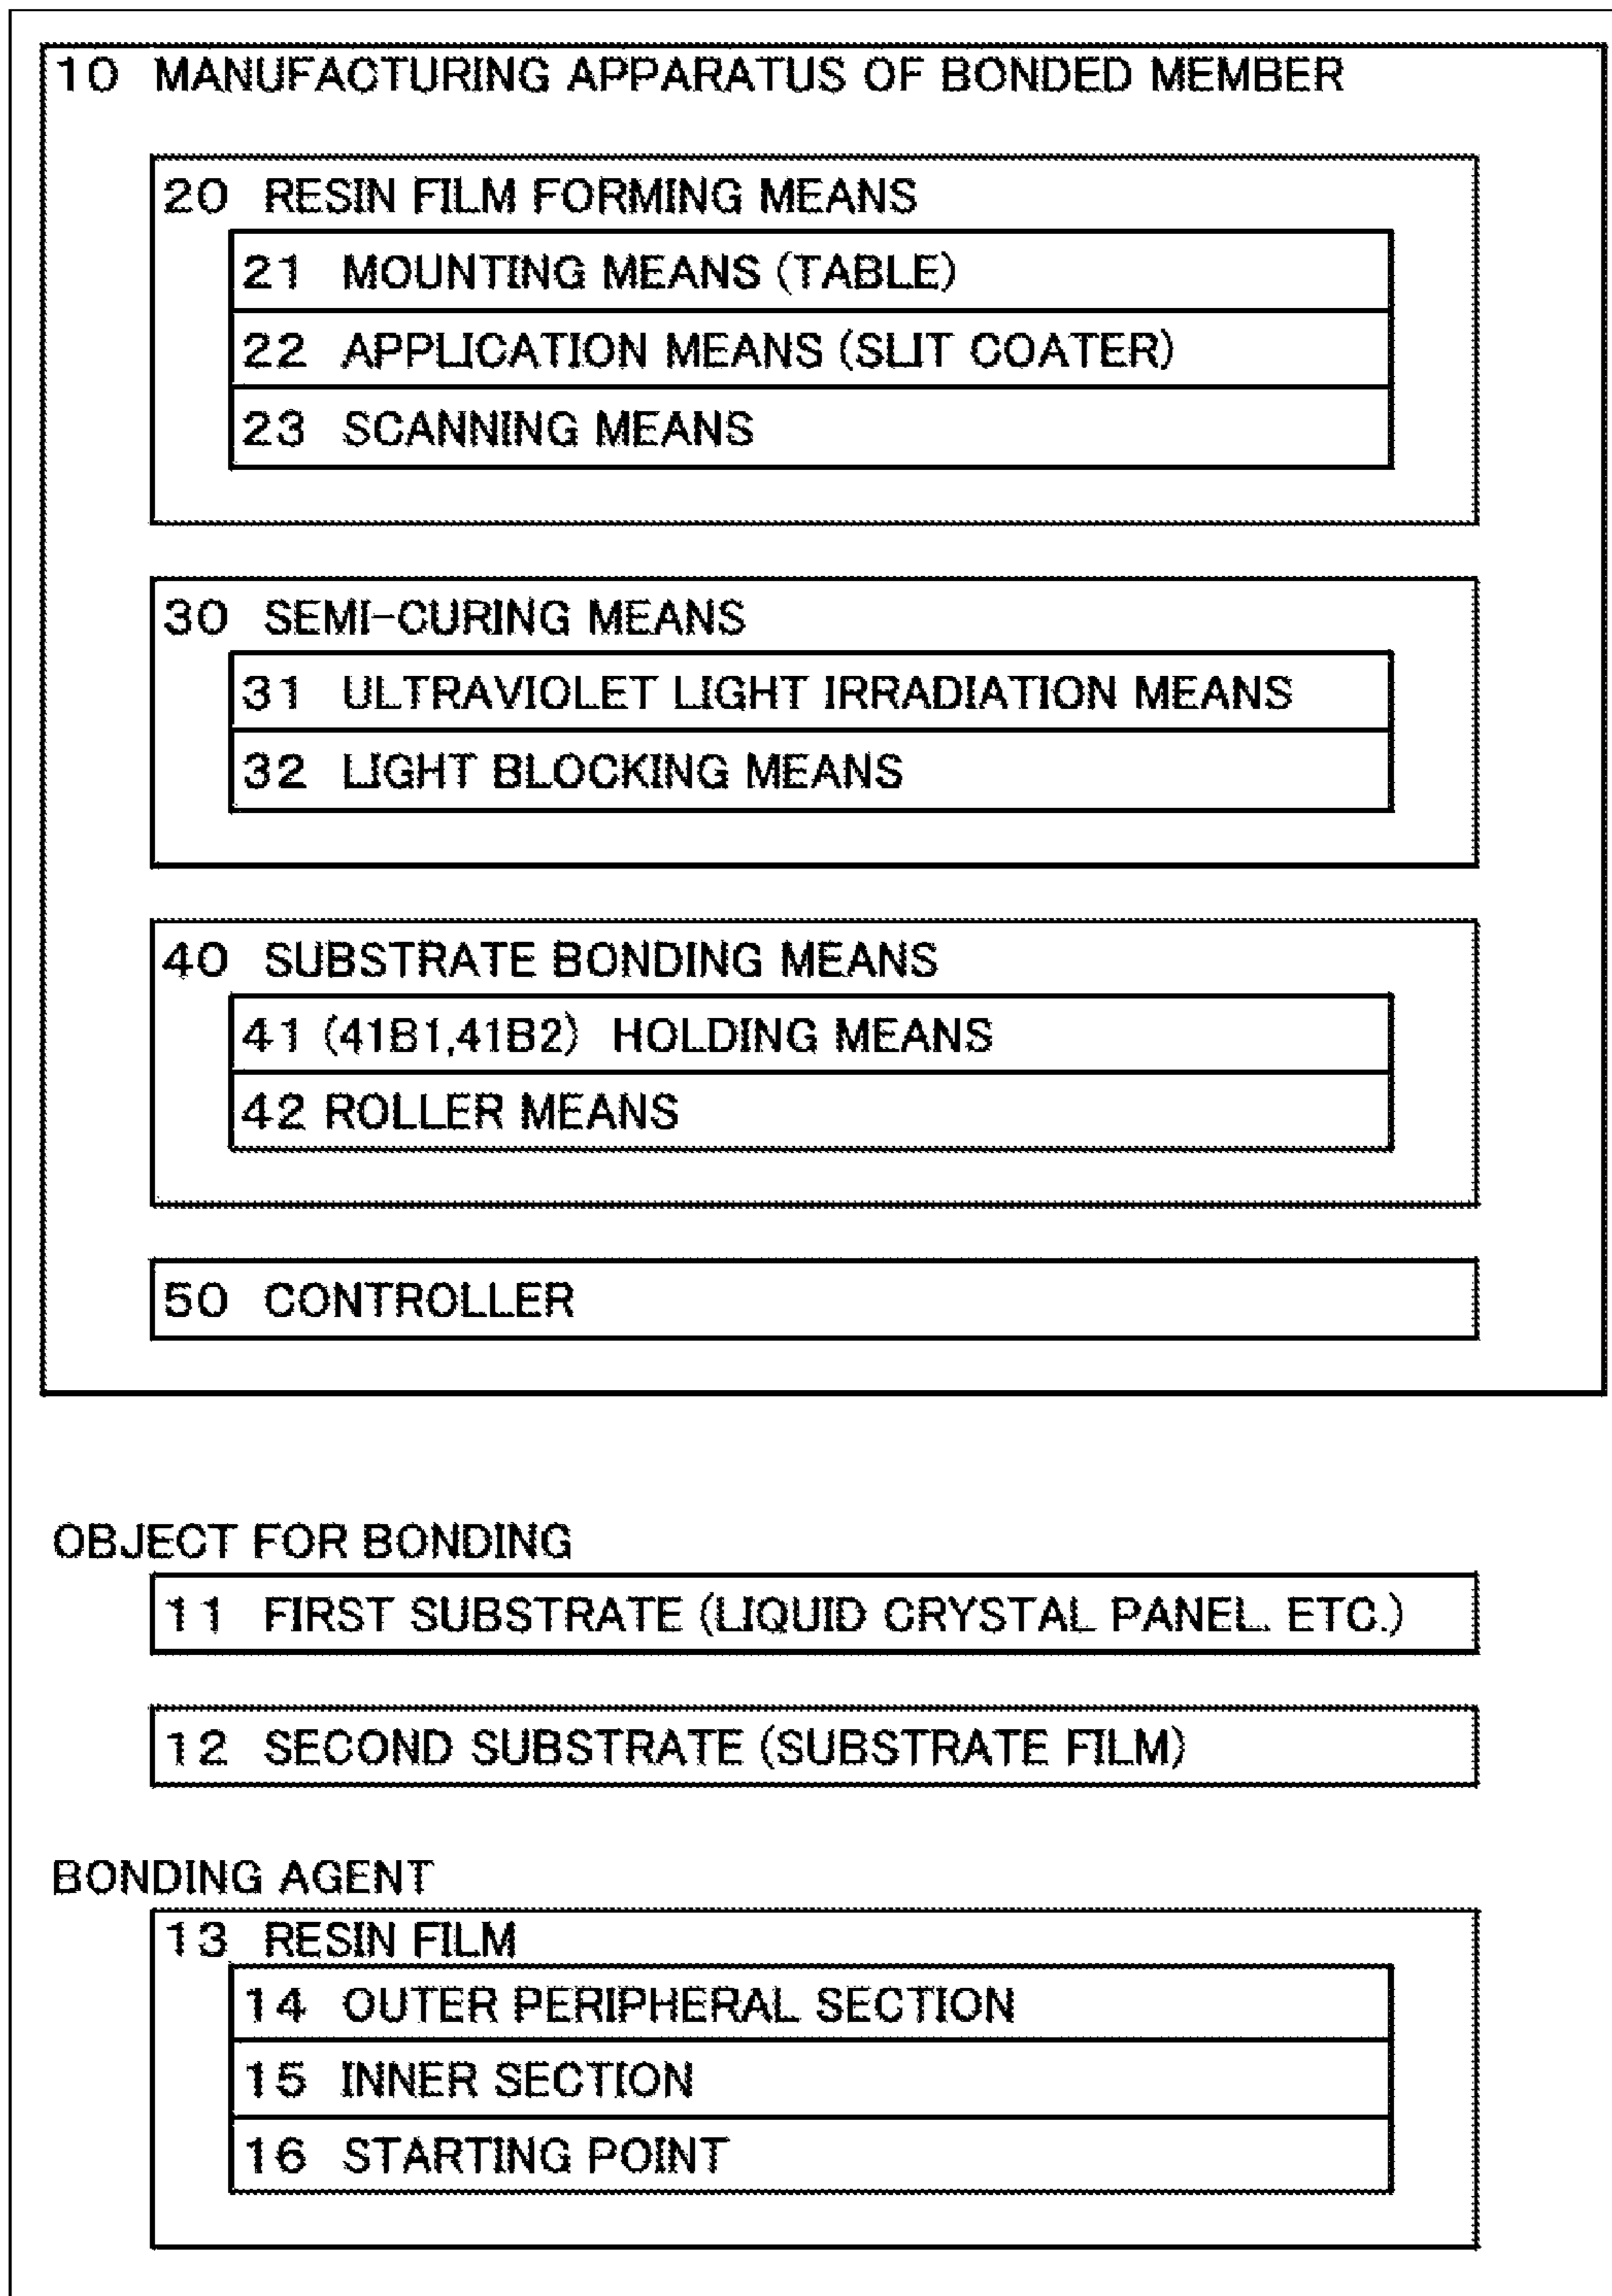 10 MANUFACTURING APPARATUS OF BONDED MEMBER
20 RESIN FILM FORMING MEANS
21 MOUNTING MEANS (TABLE)
22 APPLICATION MEANS (SLIT COATER)
23 SCANNING MEANS
30 SEMI-CURING MEANS
31 ULTRAVIOLET LIGHT IRRADIATION MEANS
32 LIGHT BLOCKING MEANS
40 SUBSTRATE BONDING MEANS
41 (41B1,41B2) HOLDING MEANS
42 ROLLER MEANS
50 CONTROLLER
OBJECT FOR BONDING
11 FIRST SUBSTRATE (LIQUID CRYSTAL PANEL. ETC.)
12 SECOND SUBSTRATE (SUBSTRATE FILM)
BONDING AGENT
13 RESIN FILM
14 OUTER PERIPHERAL SECTION
15 INNER SECTION
16 STARTING POINT